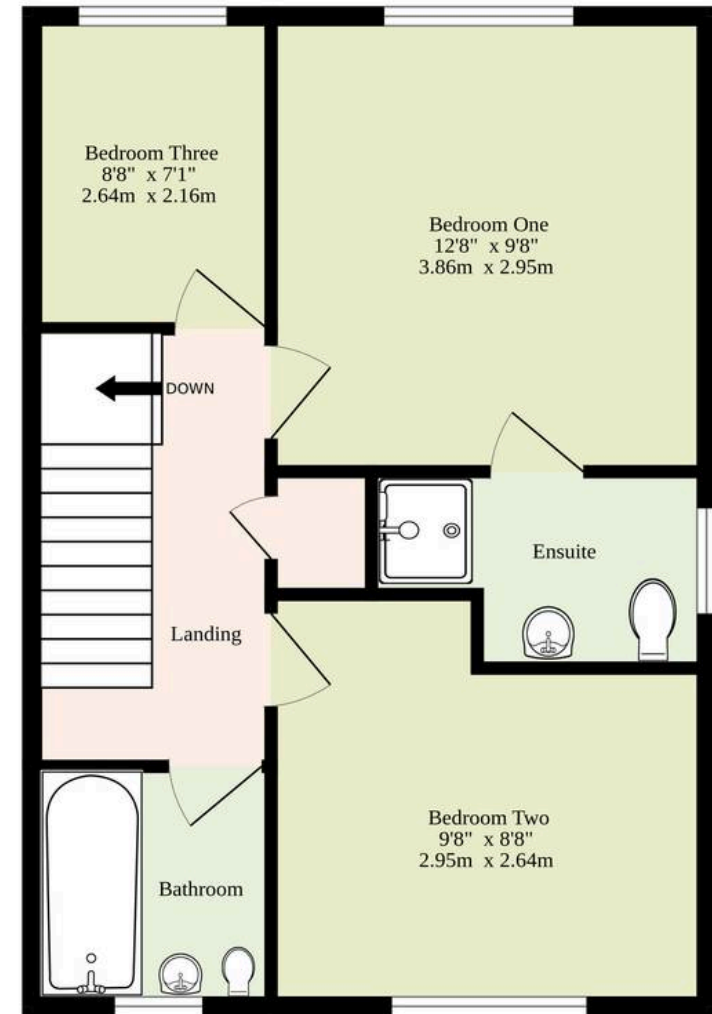 Bedroom Three
8'8" x 7'1"
2.64m x 2.16m
Bedroom One
12'8" x 9'8"
3.86m x 2.95m
DOWN
Ensuite
Landing
Bedroom Two
9'8" x 8'8"
2.95m x 2.64m
Bathroom